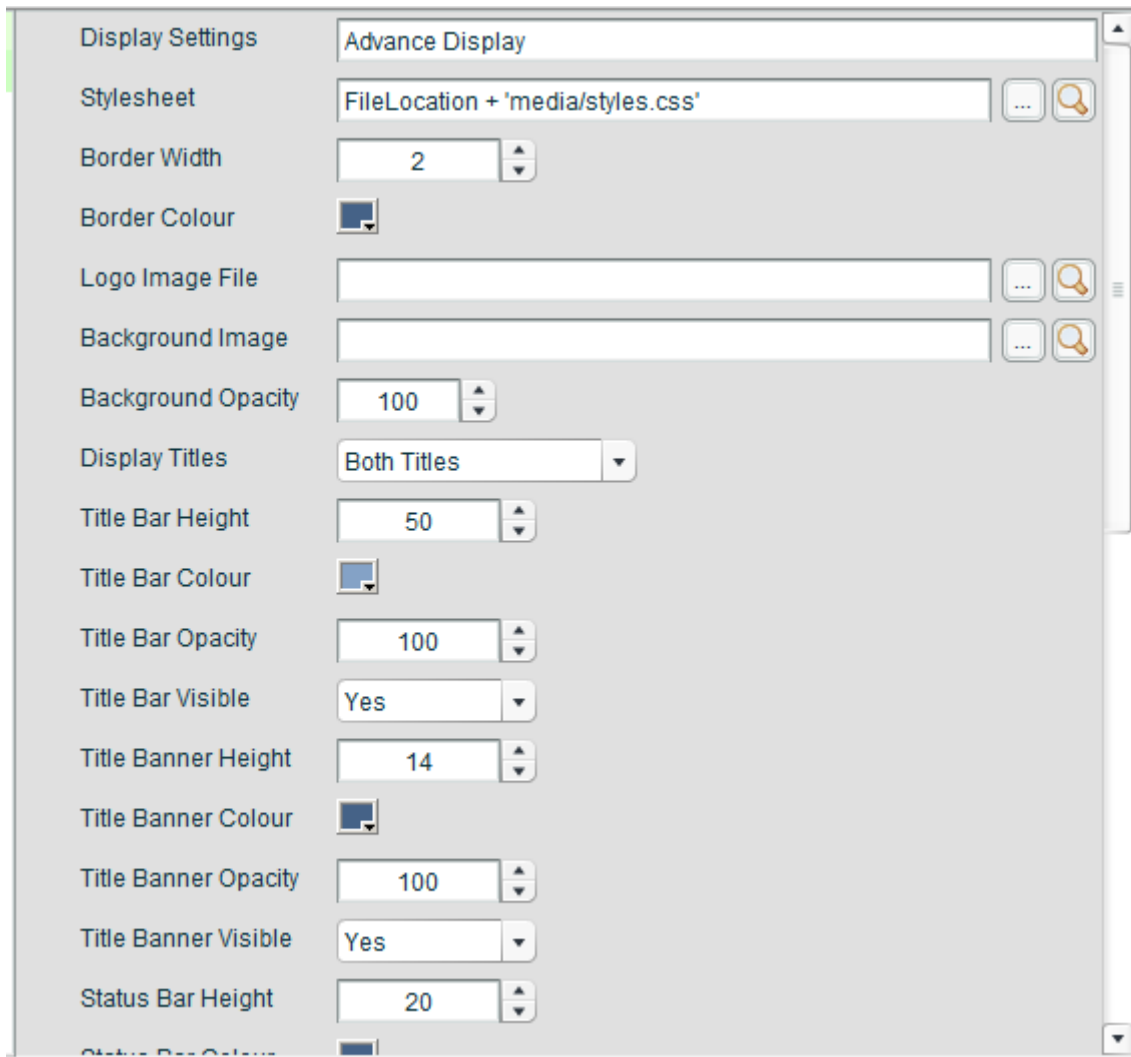 Display Settings Advance Display
Stylesheet FileLocation + 'media/styles.css' ...
Border Width 2
Border Colour
Logo Image File ...
Background Image ...
Background Opacity 100
Display Titles Both Titles
Title Bar Height 50
Title Bar Colour
Title Bar Opacity 100
Title Bar Visible Yes
Title Banner Height 14
Title Banner Colour
Title Banner Opacity 100
Title Banner Visible Yes
Status Bar Height 20
Status Bar Colour